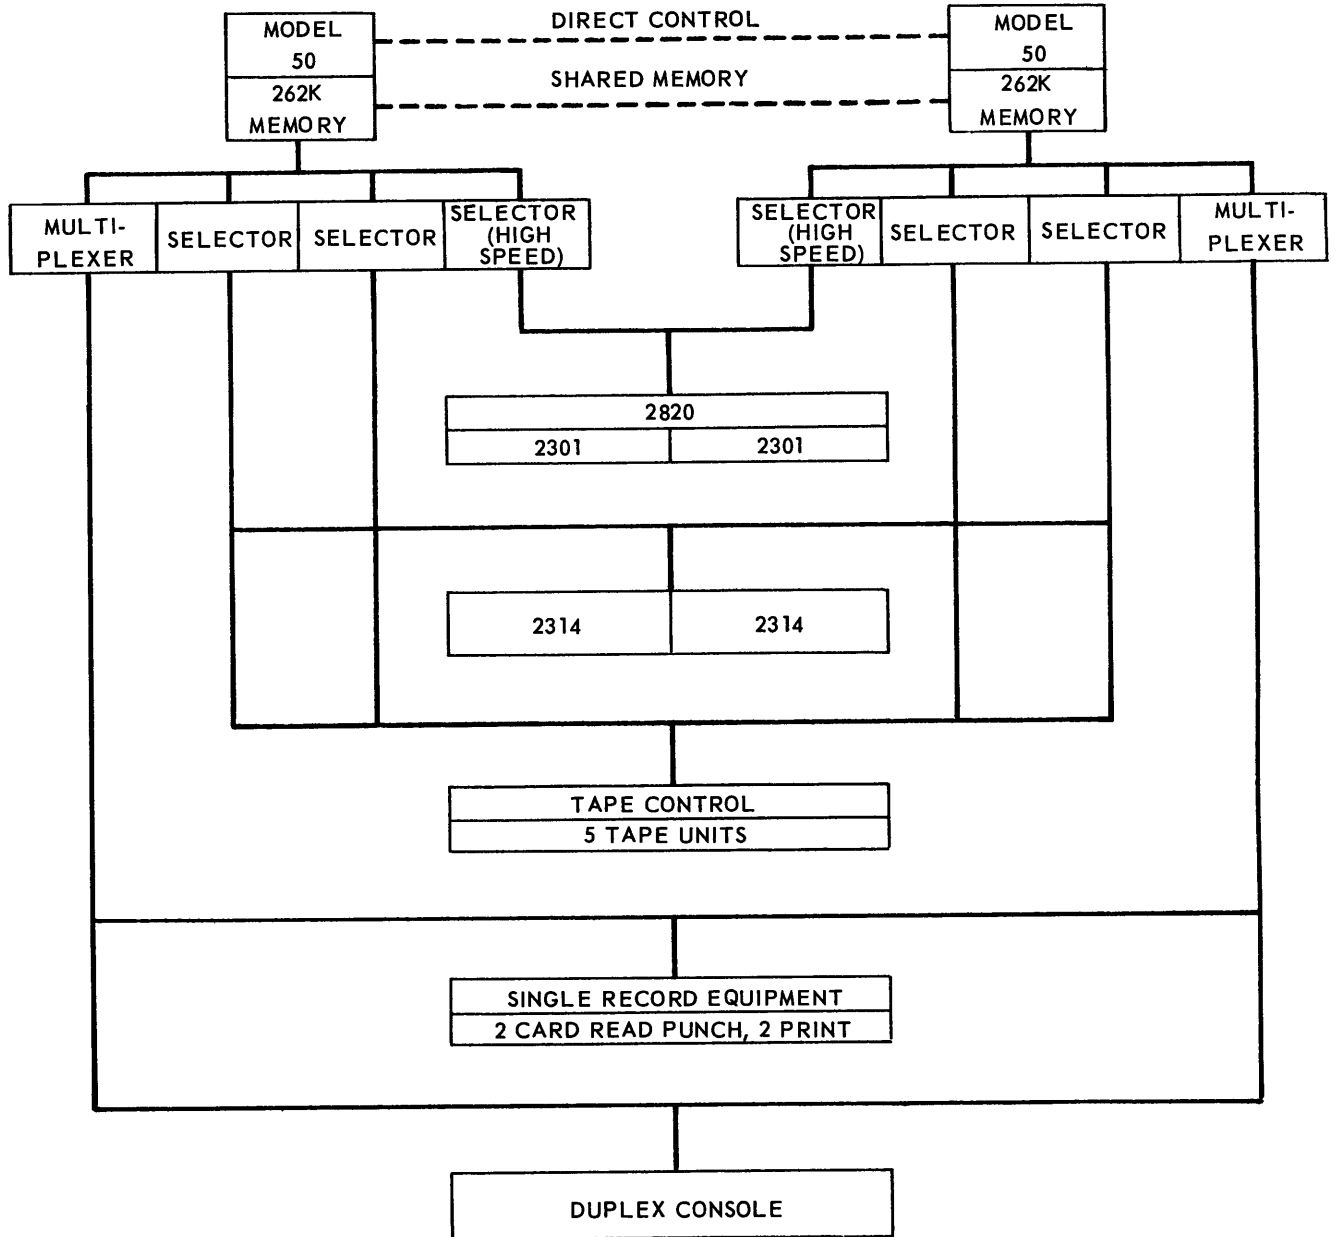 MODEL
50
262K
MEMORY
DIRECT CONTROL
SHARED MEMORY
MODEL
50
262K
MEMORY
MULTI-
PLEXER
SELECTOR
SELECTOR
SELECTOR
(HIGH
SPEED)
SELECTOR
(HIGH
SPEED)
SELECTOR
SELECTOR
MULTI-
PLEXER
2820
2301
2301
2314
2314
TAPE CONTROL
5 TAPE UNITS
SINGLE RECORD EQUIPMENT
2 CARD READ PUNCH, 2 PRINT
DUPLEX CONSOLE